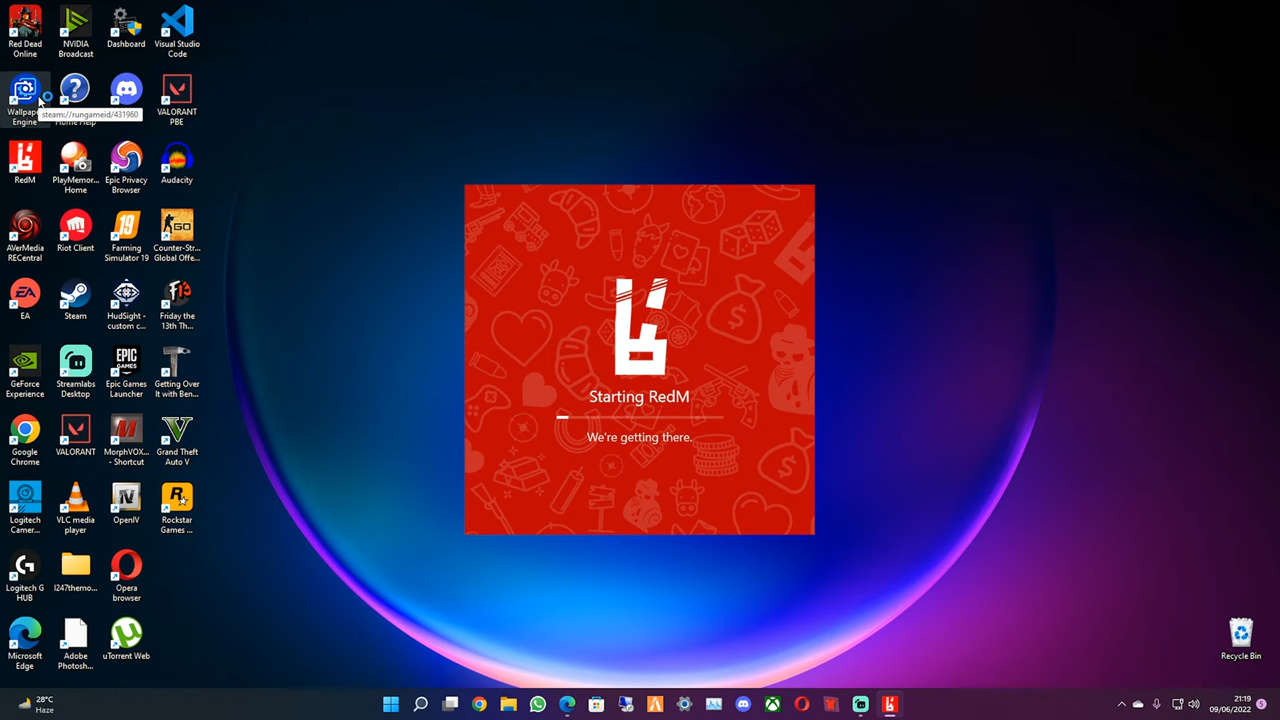 Red Dead
Online
NVIDIA
Broadcast
Dashboard
Visual Studio
Code
Wallpap
Engine
steam://rungameid/431960
VALORANT
PBE
RedM
PlayMemor...
Home
Epic Privacy
Browser
Audacity
AVerMedia
RECentral
Riot Client
Farming
Simulator 19
Counter-Str...
Global Offe...
EA
Steam
HudSight -
custom c...
Friday the
13th Th...
GeForce
Experience
Streamlabs
Desktop
Epic Games
Launcher
Getting Over
It with Ben...
Google
Chrome
VALORANT
MorphVOX...
- Shortcut
Grand Theft
Auto V
Logitech
Camer...
VLC media
player
OpenIV
Rockstar
Games ...
Logitech G
HUB
l247themo...
Opera
browser
Microsoft
Edge
Adobe
Photosh...
uTorrent Web
Starting RedM
We're getting there.
Recycle Bin
28°C
Haze
21:19
09/06/2022